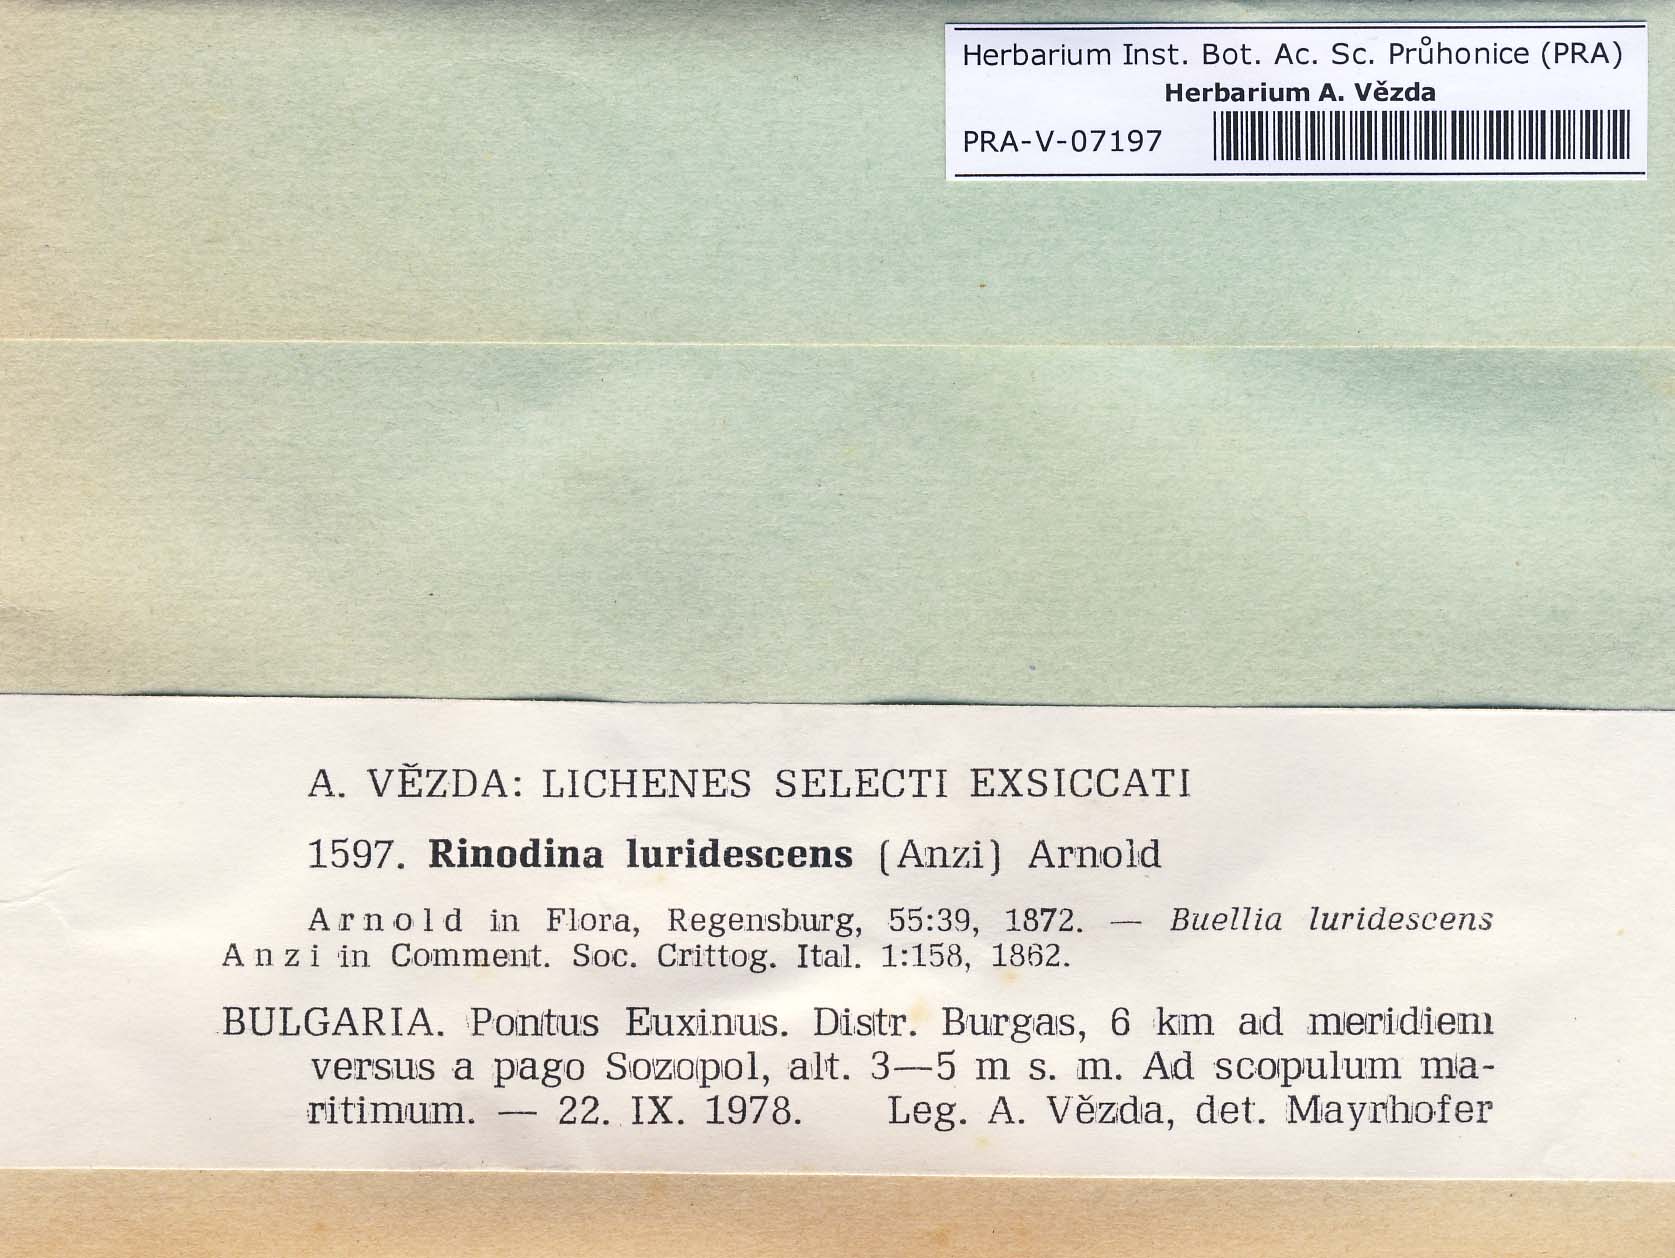 Herbarium Inst. Bot. Ac. Sc. Průhonice (PRA)
Herbarium A. Vězda
PRA-V-07197
A. VĚZDA: LICHENES SELECTI EXSICCATI
1597. Rinodina luridescens (Anzi) Arnold
Arnold in Flora, Regensburg, 55:39, 1872. — Buellia luridescens
Anzi in Comment. Soc. Crittog. Ital. 1:158, 1862.
BULGARIA. Pontus Euxinus. Distr. Burgas, 6 km ad meridiem
versus a pago Sozopol, alt. 3—5 m s. m. Ad scopulum ma-
ritimum. — 22. IX. 1978. Leg. A. Vězda, det. Mayrhofer